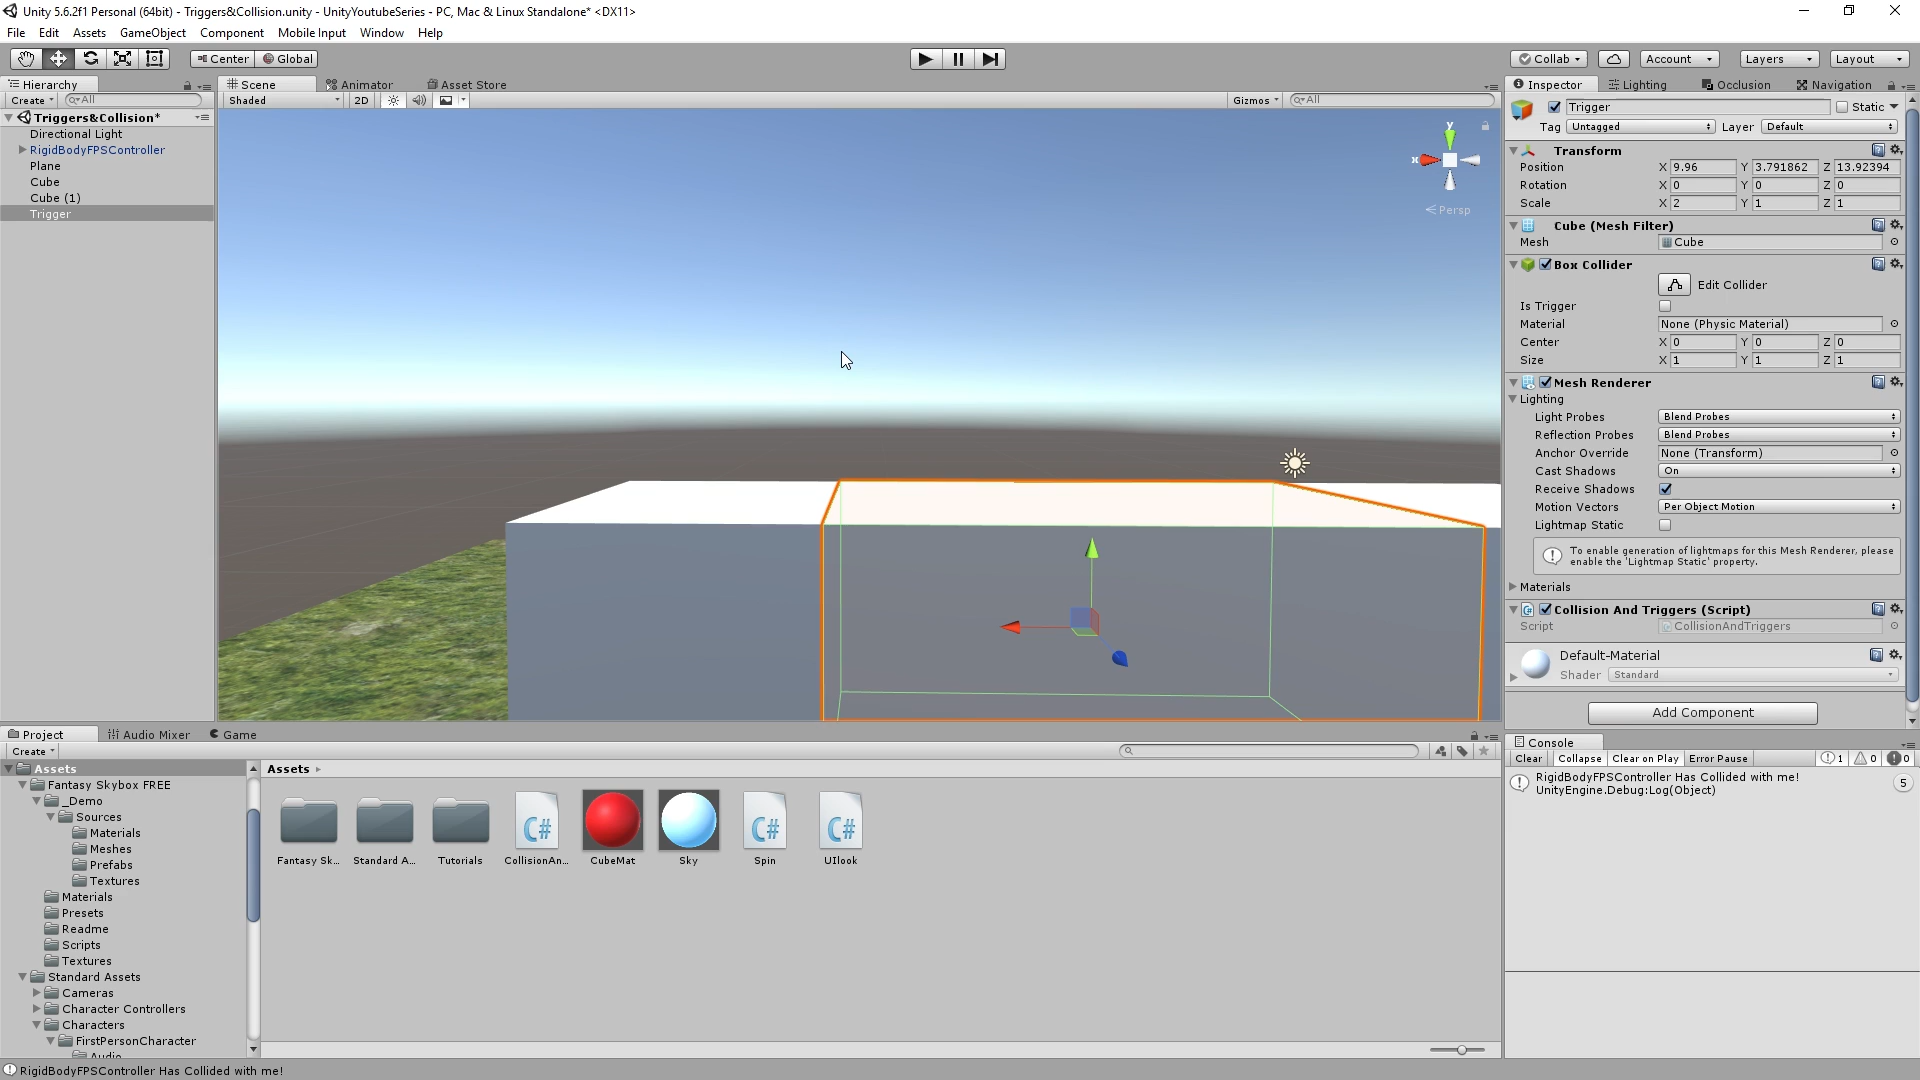 Unity 5.6.2f1 Personal (64bit) - Triggers&Collision.unity - UnityYoutubeSeries - PC, Mac & Linux Standalone* <DX11>
File Edit Assets GameObject Component Mobile Input Window Help
Center Global Collab Account Layers Layout
Hierarchy
Create All
Triggers&Collision*
Directional Light
RigidBodyFPSController
Plane
Cube
Cube (1)
Trigger
Scene Animator Asset Store
Shaded 2D Gizmos All
y
x
Persp
Inspector Lighting Occlusion Navigation
Trigger Static
Tag Untagged Layer Default
Transform
Position X 9.96 Y 3.791862 Z 13.92394
Rotation X 0 Y 0 Z 0
Scale X 2 Y 1 Z 1
Cube (Mesh Filter)
Mesh Cube
Box Collider
Edit Collider
Is Trigger
Material None (Physic Material)
Center X 0 Y 0 Z 0
Size X 1 Y 1 Z 1
Mesh Renderer
Lighting
Light Probes Blend Probes
Reflection Probes Blend Probes
Anchor Override None (Transform)
Cast Shadows On
Receive Shadows
Motion Vectors Per Object Motion
Lightmap Static
To enable generation of lightmaps for this Mesh Renderer, please
enable the 'Lightmap Static' property.
Materials
Collision And Triggers (Script)
Script CollisionAndTriggers
Default-Material
Shader Standard
Add Component
Project Audio Mixer Game
Create
Assets
Fantasy Skybox FREE
_Demo
Sources
Materials
Meshes
Prefabs
Textures
Materials
Presets
Readme
Scripts
Textures
Standard Assets
Cameras
Character Controllers
Characters
FirstPersonCharacter
Audio
Assets
C# C# C#
Fantasy Sk... Standard A... Tutorials CollisionAn... CubeMat Sky Spin UIlook
Console
Clear Collapse Clear on Play Error Pause 1 0 0
RigidBodyFPSController Has Collided with me!
UnityEngine.Debug:Log(Object)
5
RigidBodyFPSController Has Collided with me!